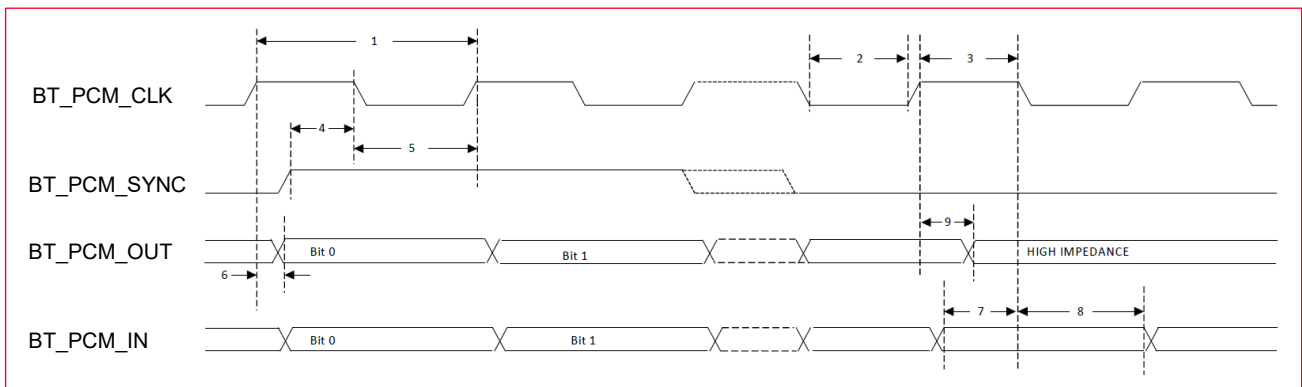 1
2
3
BT_PCM_CLK
4
5
BT_PCM_SYNC
9
BT_PCM_OUT
Bit 0
Bit 1
HIGH IMPEDANCE
6
7
8
BT_PCM_IN
Bit 0
Bit 1